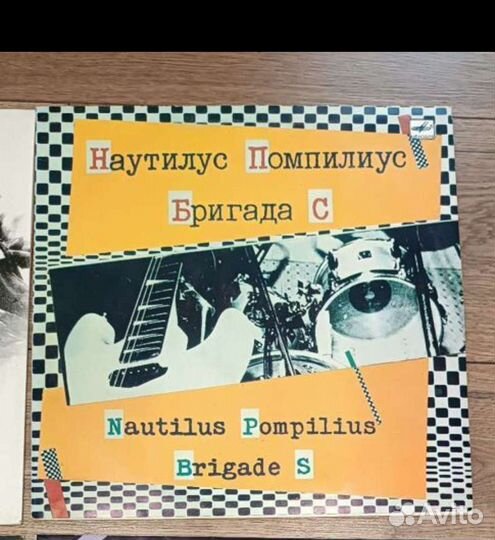 Наутилус Помпилиус
Бригада С
Nautilus Pompilius
Brigade S
Avito